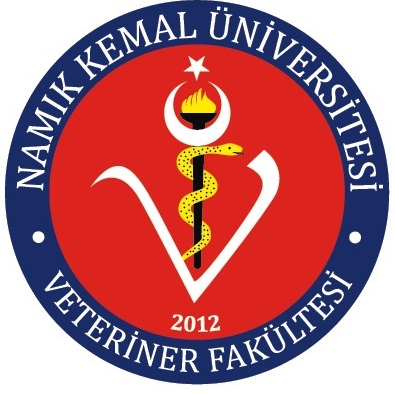 NAMIK KEMAL ÜNİVERSİTESİ
2012
VETERİNER FAKÜLTESİ